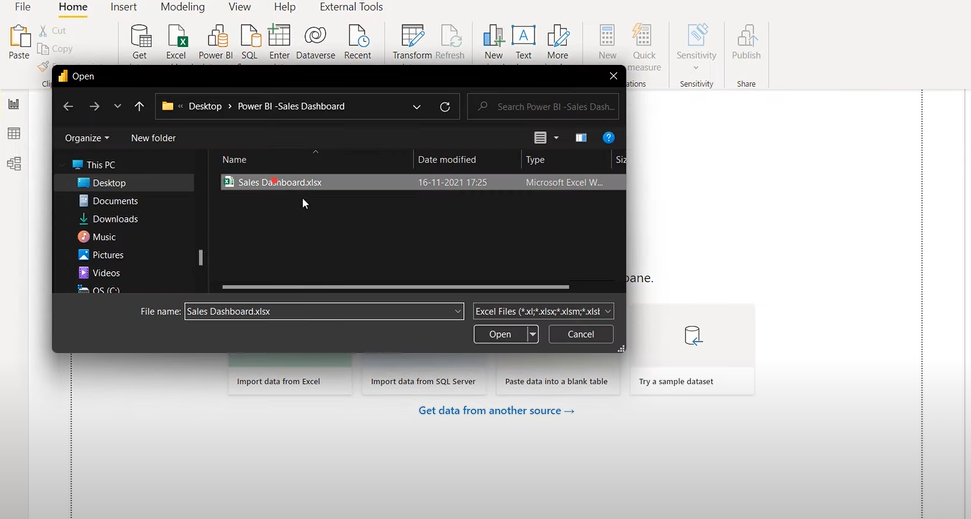 File Home Insert Modeling View Help External Tools
Cut
Copy
Paste Get Excel Power BI SQL Enter Dataverse Recent Transform Refresh New Text More New Quick Sensitivity Publish
measure
Sensitivity Share
Open
« Desktop > Power BI -Sales Dashboard
Search Power BI -Sales Dash...
Organize New folder
This PC
Desktop
Documents
Downloads
Music
Pictures
Videos
OS (C:)
Name Date modified Type
Sales Dashboard.xlsx 16-11-2021 17:25 Microsoft Excel W...
File name: Sales Dashboard.xlsx Excel Files (*.xl;*.xlsx;*.xlsm;*.xlsb
Open Cancel
Import data from Excel Import data from SQL Server Paste data into a blank table Try a sample dataset
Get data from another source →